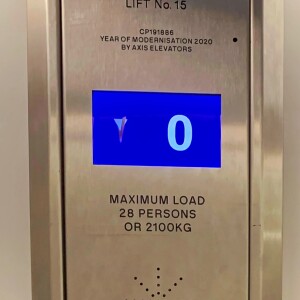 LIFT No. 15
CP191886
YEAR OF MODERNISATION 2020
BY AXIS ELEVATORS
0
MAXIMUM LOAD
28 PERSONS
OR 2100KG